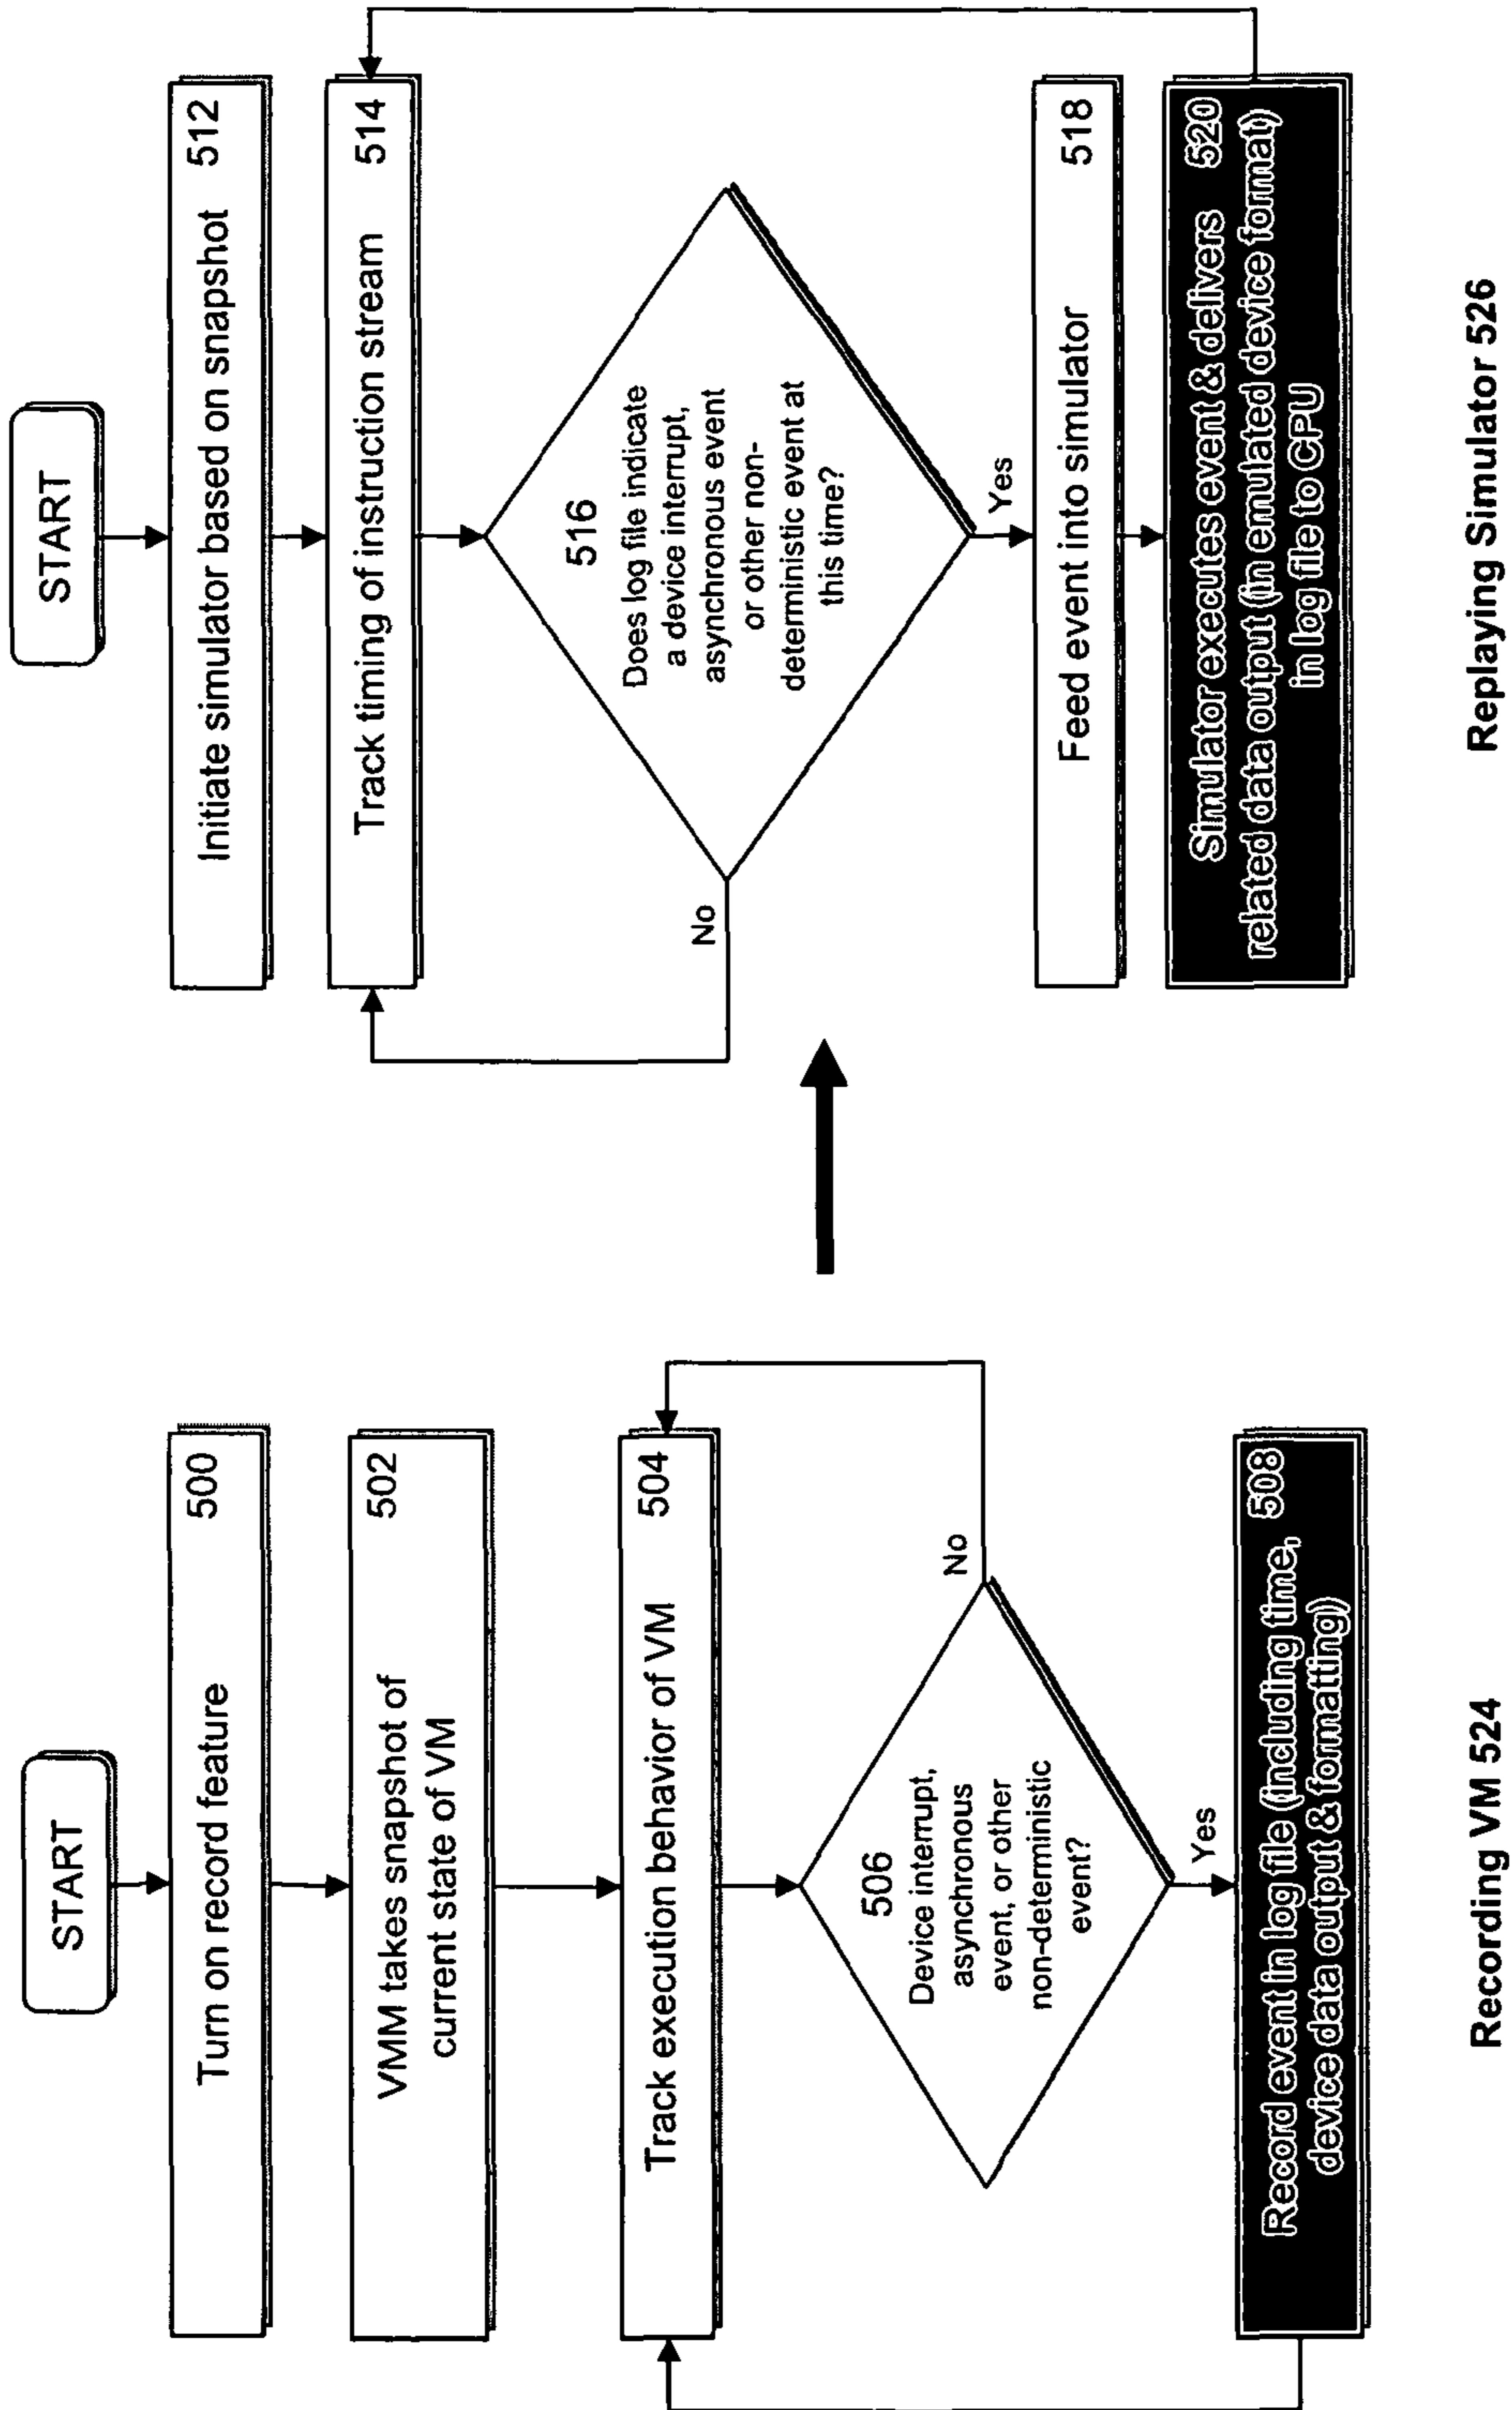 START
Turn on record feature 500
VMM takes snapshot of 502
current state of VM
Track execution behavior of VM 504
506
Device interrupt,
asynchronous
event, or other
non-deterministic
event?
No
Yes
Record event in log file (including time, 508
device data output & formatting)
Recording VM 524
START
Initiate simulator based on snapshot 512
Track timing of instruction stream 514
516
Does log file indicate
a device interrupt,
asynchronous event
or other non-
deterministic event at
this time?
No
Yes
Feed event into simulator 518
Simulator executes event & delivers 520
related data output (in emulated device format)
in log file to CPU
Replaying Simulator 526